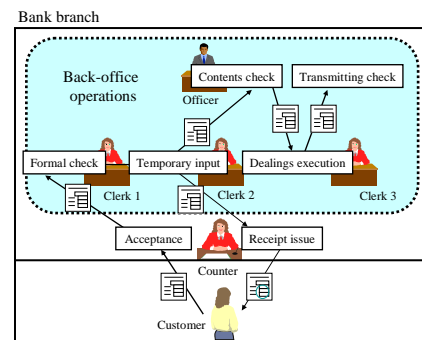 Bank branch
Back-office
operations
Officer
Contents check
Transmitting check
Formal check
Temporary input
Dealings execution
Clerk 1
Clerk 2
Clerk 3
Acceptance
Receipt issue
Counter
Customer